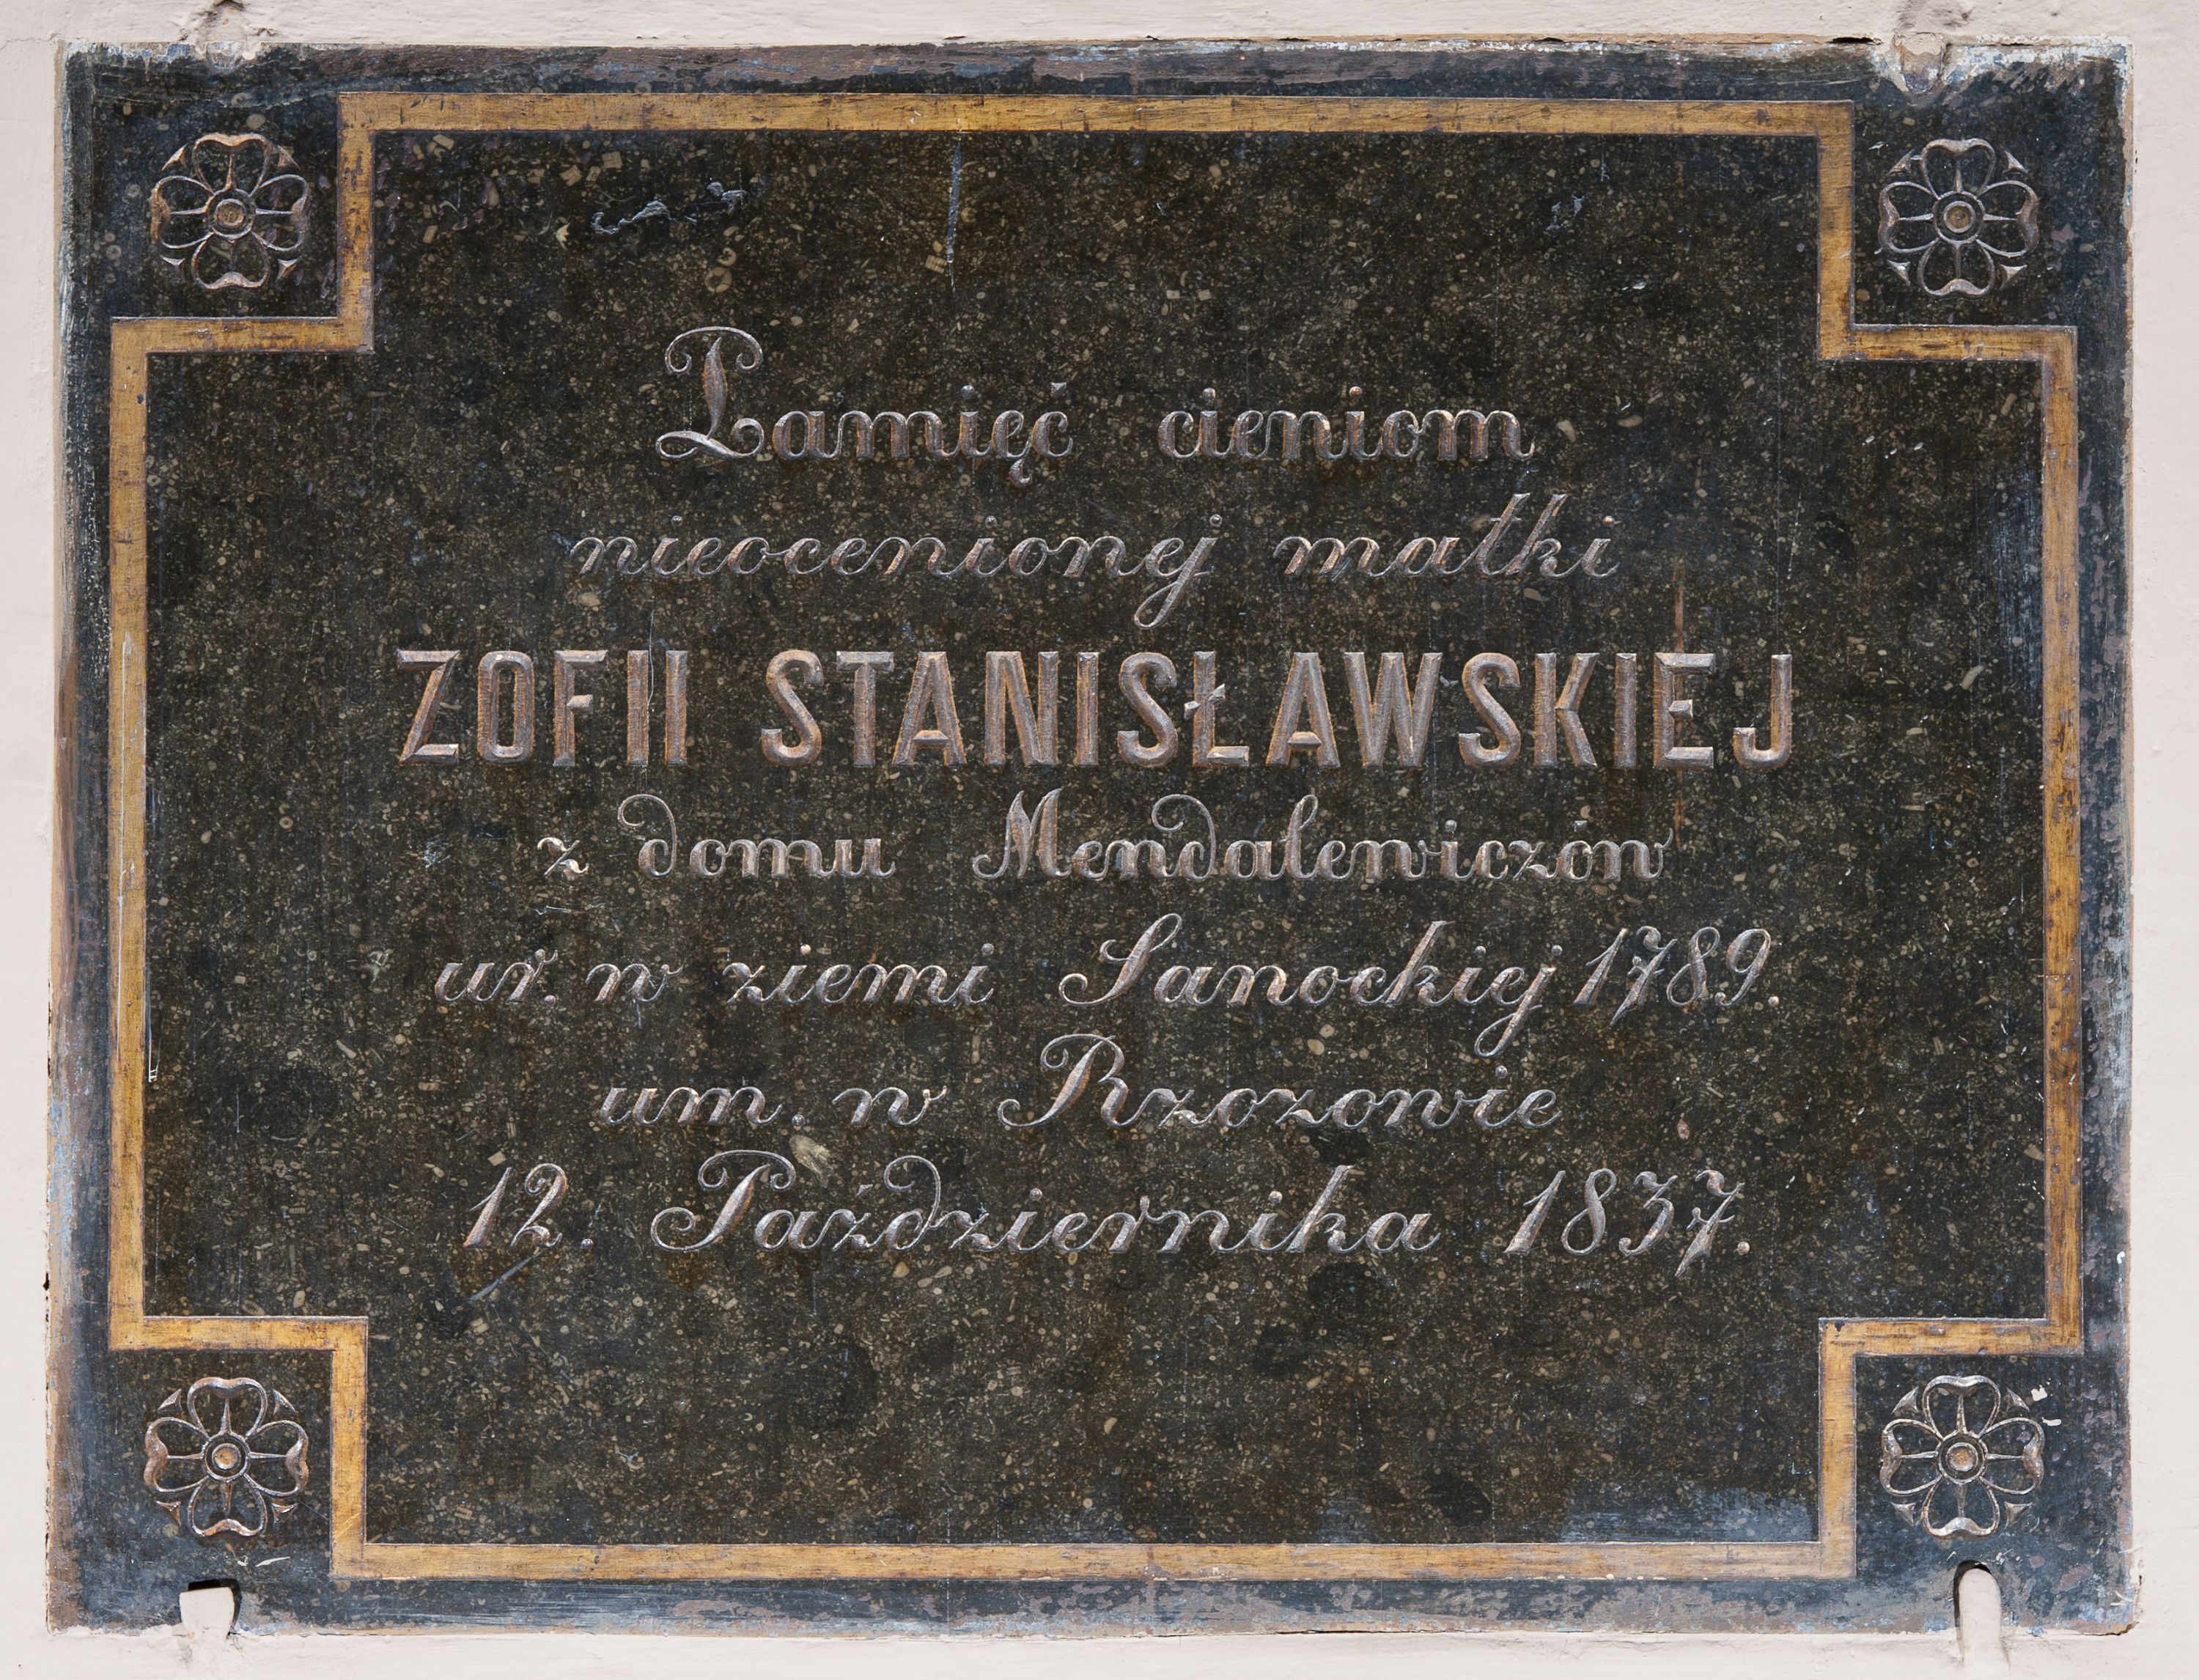 Pamięć cieniom
nieocenionej matki
ZOFII STANISŁAWSKIEJ
z domu Mendalewiczów
ur. w ziemi Sanockiej 1789.
um. w Rzozowie
12. Października 1837.